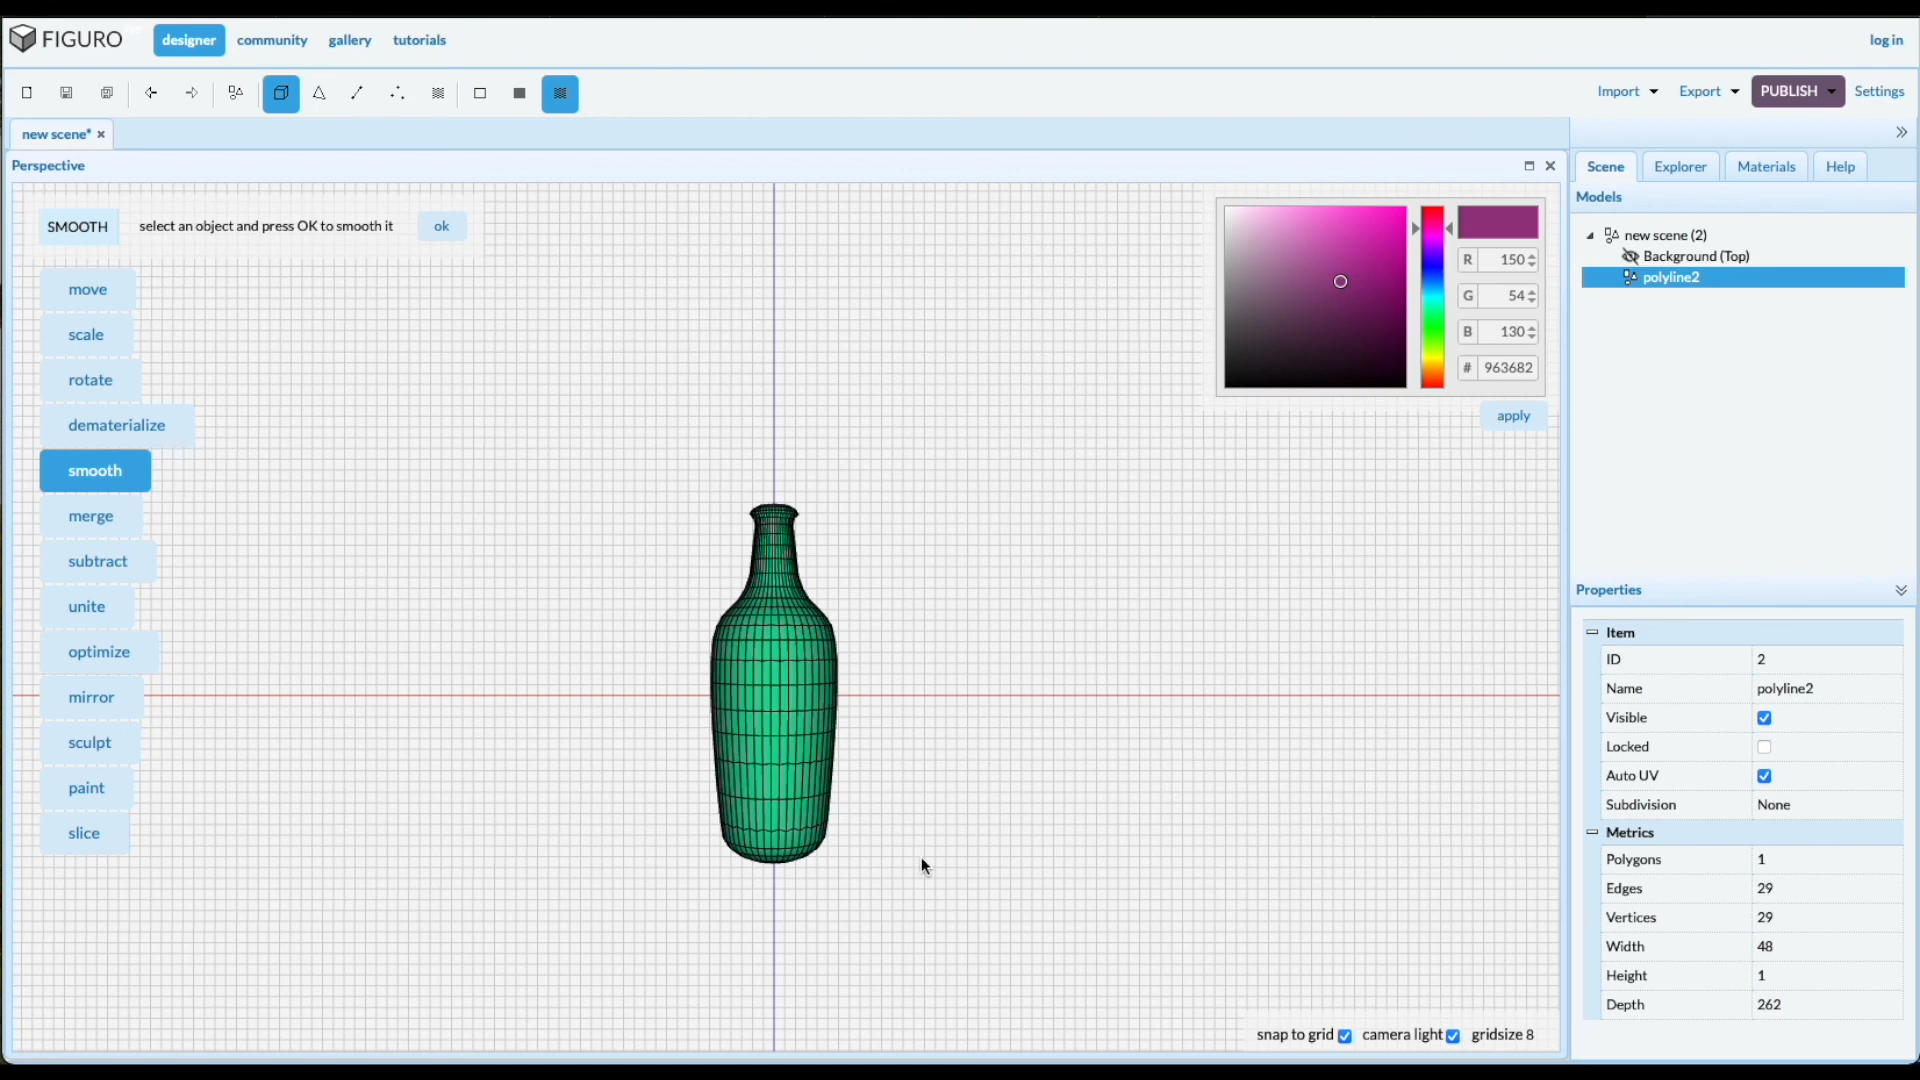 FIGURO designer community gallery tutorials log in
Import Export PUBLISH Settings
new scene* ×
Perspective
SMOOTH select an object and press OK to smooth it ok
move
scale
rotate
dematerialize
smooth
merge
subtract
unite
optimize
mirror
sculpt
paint
slice
R 150
G 54
B 130
# 963682
apply
snap to grid camera light gridsize 8
Scene Explorer Materials Help
Models
new scene (2)
Background (Top)
polyline2
Properties
Item
ID 2
Name polyline2
Visible
Locked
Auto UV
Subdivision None
Metrics
Polygons 1
Edges 29
Vertices 29
Width 48
Height 1
Depth 262